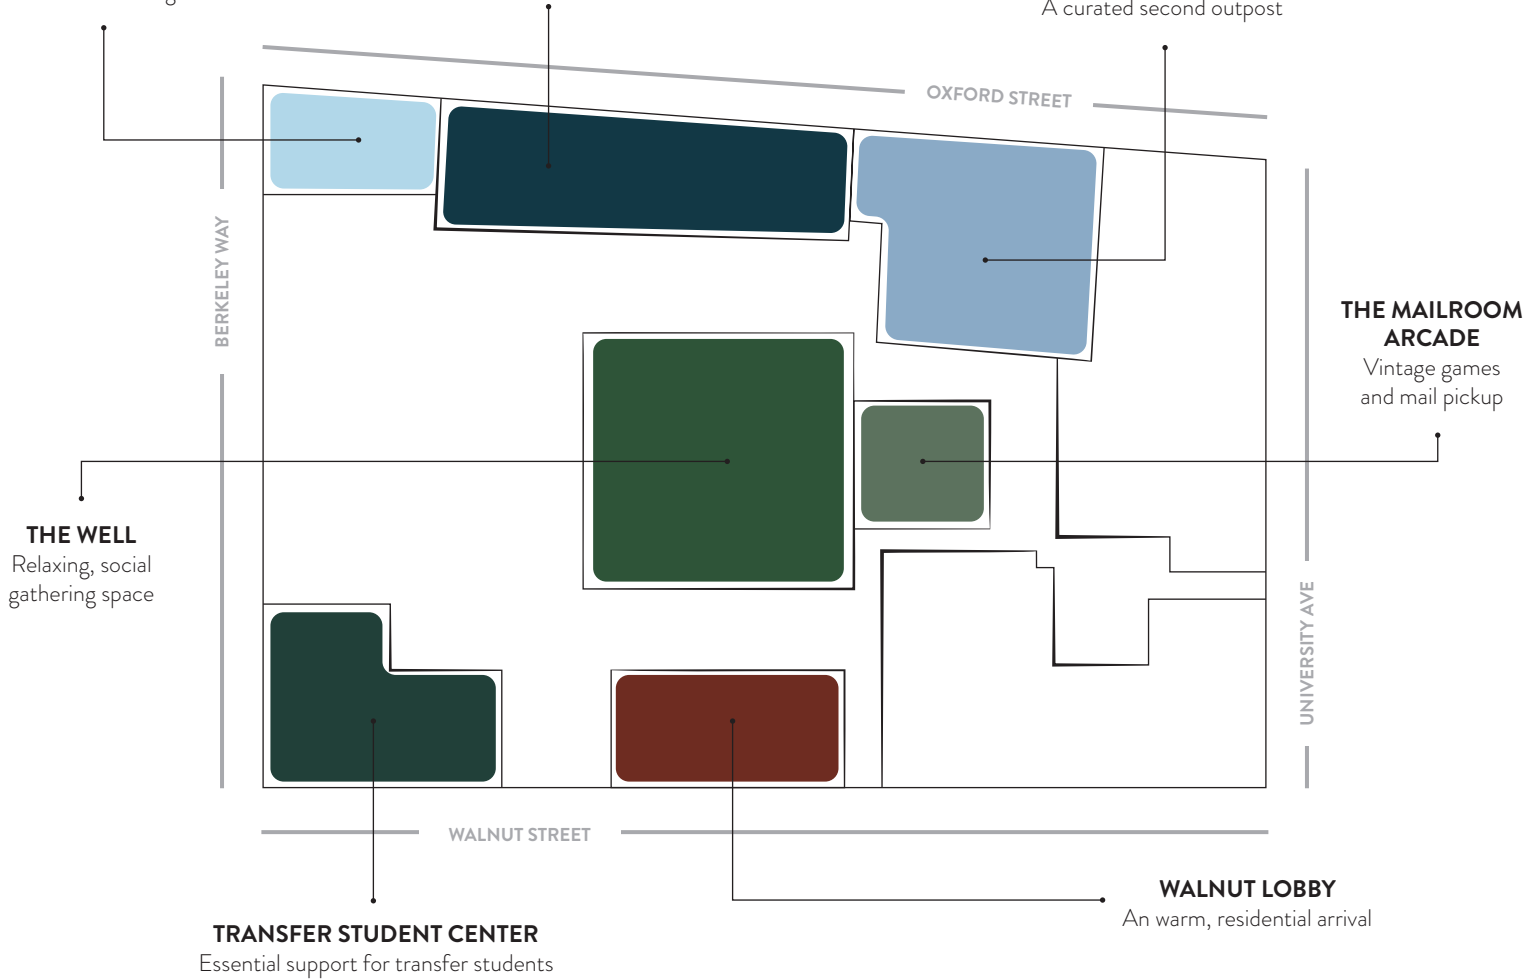 A curated second outpost
OXFORD STREET
BERKELEY WAY
THE MAILROOM
ARCADE
Vintage games
and mail pickup
THE WELL
Relaxing, social
gathering space
UNIVERSITY AVE
WALNUT STREET
WALNUT LOBBY
An warm, residential arrival
TRANSFER STUDENT CENTER
Essential support for transfer students